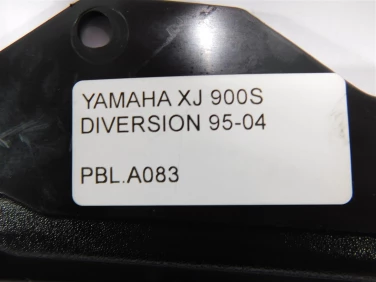 YAMAHA XJ 900S
DIVERSION 95-04
PBL.A083